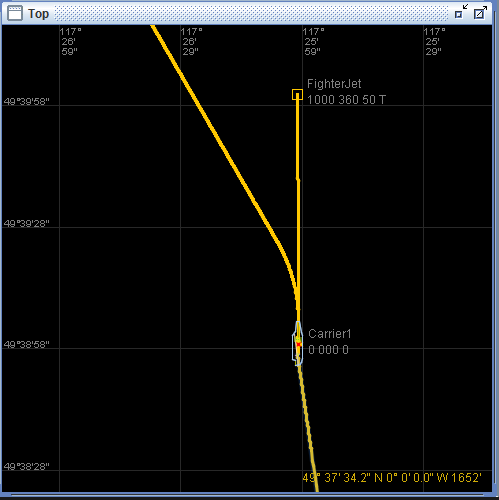 Top
117°
26'
59"
117°
26'
29"
117°
25'
59"
117°
25'
29"
FighterJet
1000 360 50 T
49°39'58"
49°39'28"
Carrier1
0 000 0
49°38'58"
49°38'28"
49° 37' 34.2" N 0° 0' 0.0" W 1652'